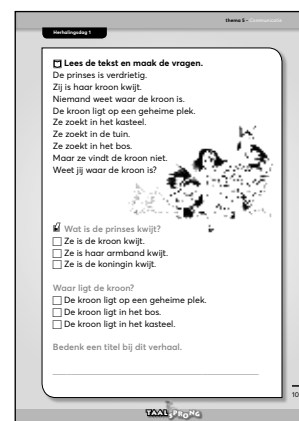 thema 5 - Communicatie
Herhalingsdag 1
Lees de tekst en maak de vragen.
De prinses is verdrietig.
Zij is haar kroon kwijt.
Niemand weet waar de kroon is.
De kroon ligt op een geheime plek.
Ze zoekt in het kasteel.
Ze zoekt in de tuin.
Ze zoekt in het bos.
Maar ze vindt de kroon niet.
Weet jij waar de kroon is?
Wat is de prinses kwijt?
Ze is de kroon kwijt.
Ze is haar armband kwijt.
Ze is de koningin kwijt.
Waar ligt de kroon?
De kroon ligt op een geheime plek.
De kroon ligt in het bos.
De kroon ligt in het kasteel.
Bedenk een titel bij dit verhaal.
10
TAALSPRONG